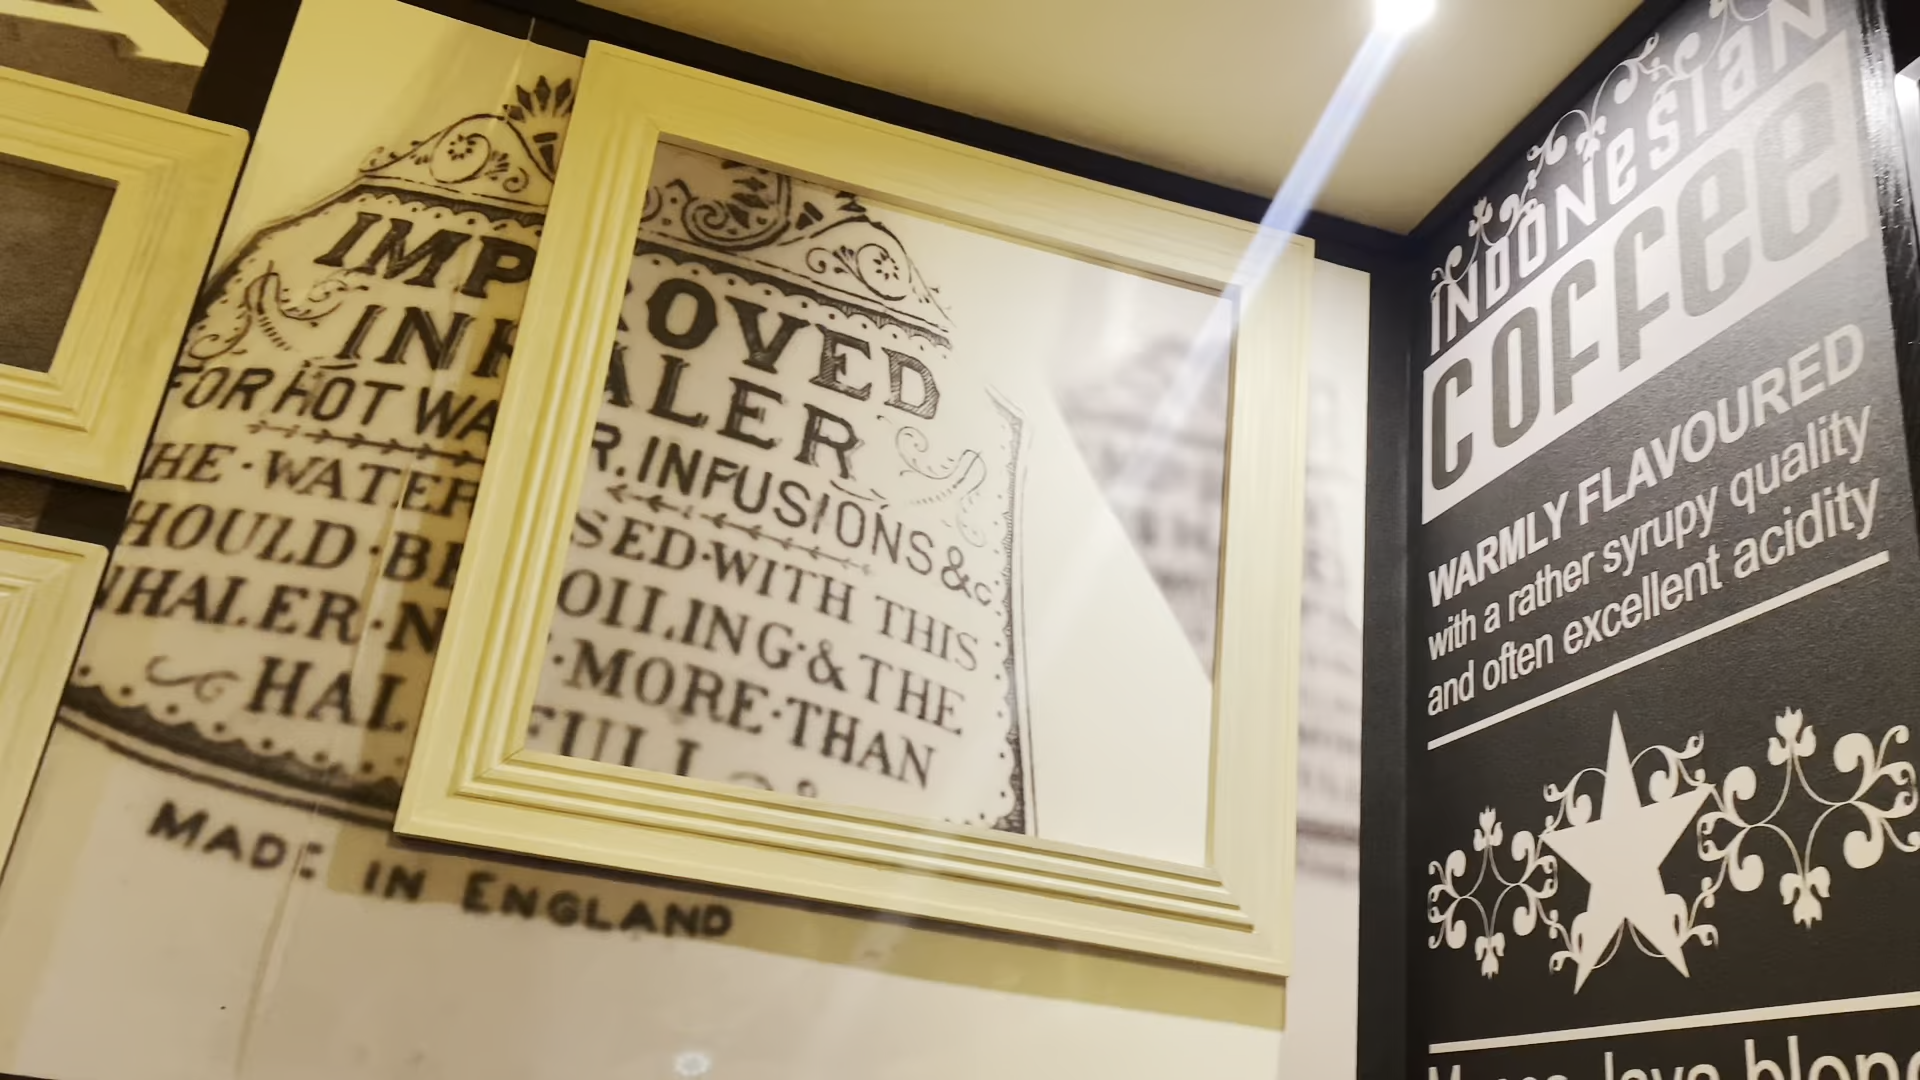 IMPROVED
INHALER
FOR HOT WA R. INFUSIONS &c.
HE · WATER SED · WITH THIS
HOULD · BE OILING · & THE
NHALER · N · MORE · THAN
HAL FULL
MADE IN ENGLAND
INDONESIAN
COFFEE
WARMLY FLAVOURED
with a rather syrupy quality
and often excellent acidity